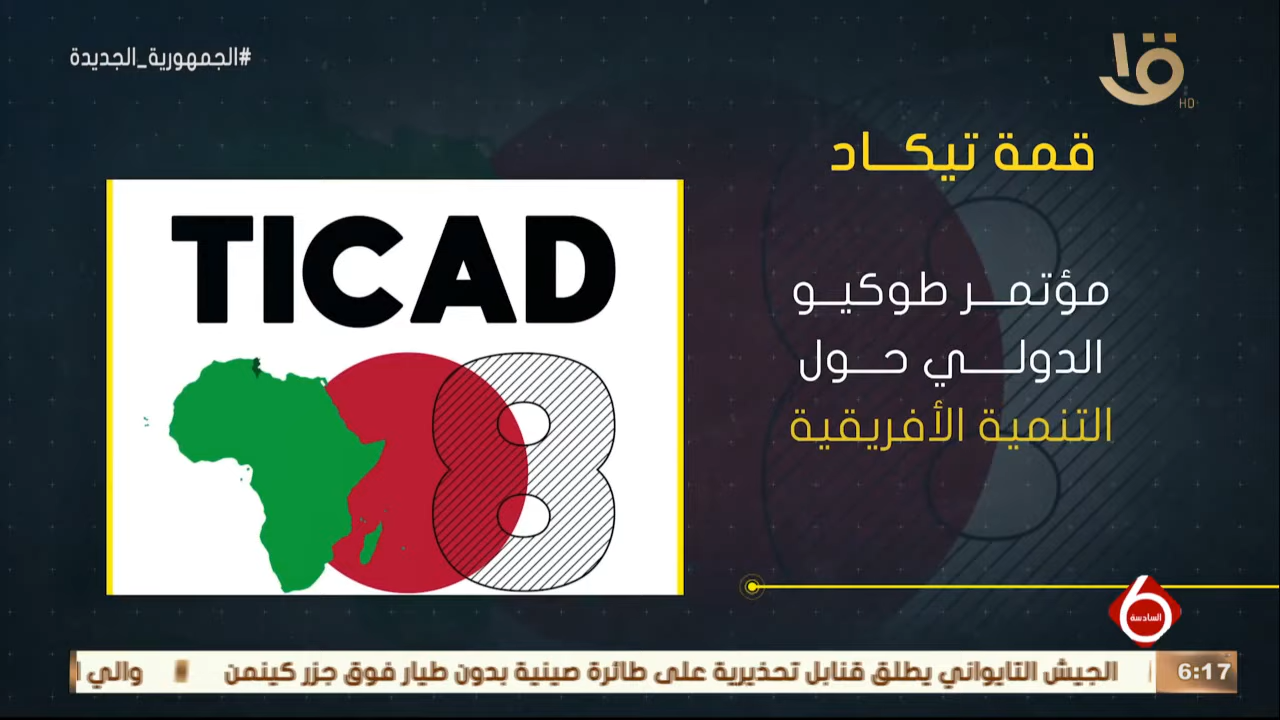 #الجمهورية_الجديدة
HD
قمة تيكاد
TICAD
8
مؤتمر طوكيو
الدولي حول
التنمية الأفريقية
6
السادسة
6:17
الجيش التايواني يطلق قنابل تحذيرية على طائرة صينية بدون طيار فوق جزر كينمن
والي